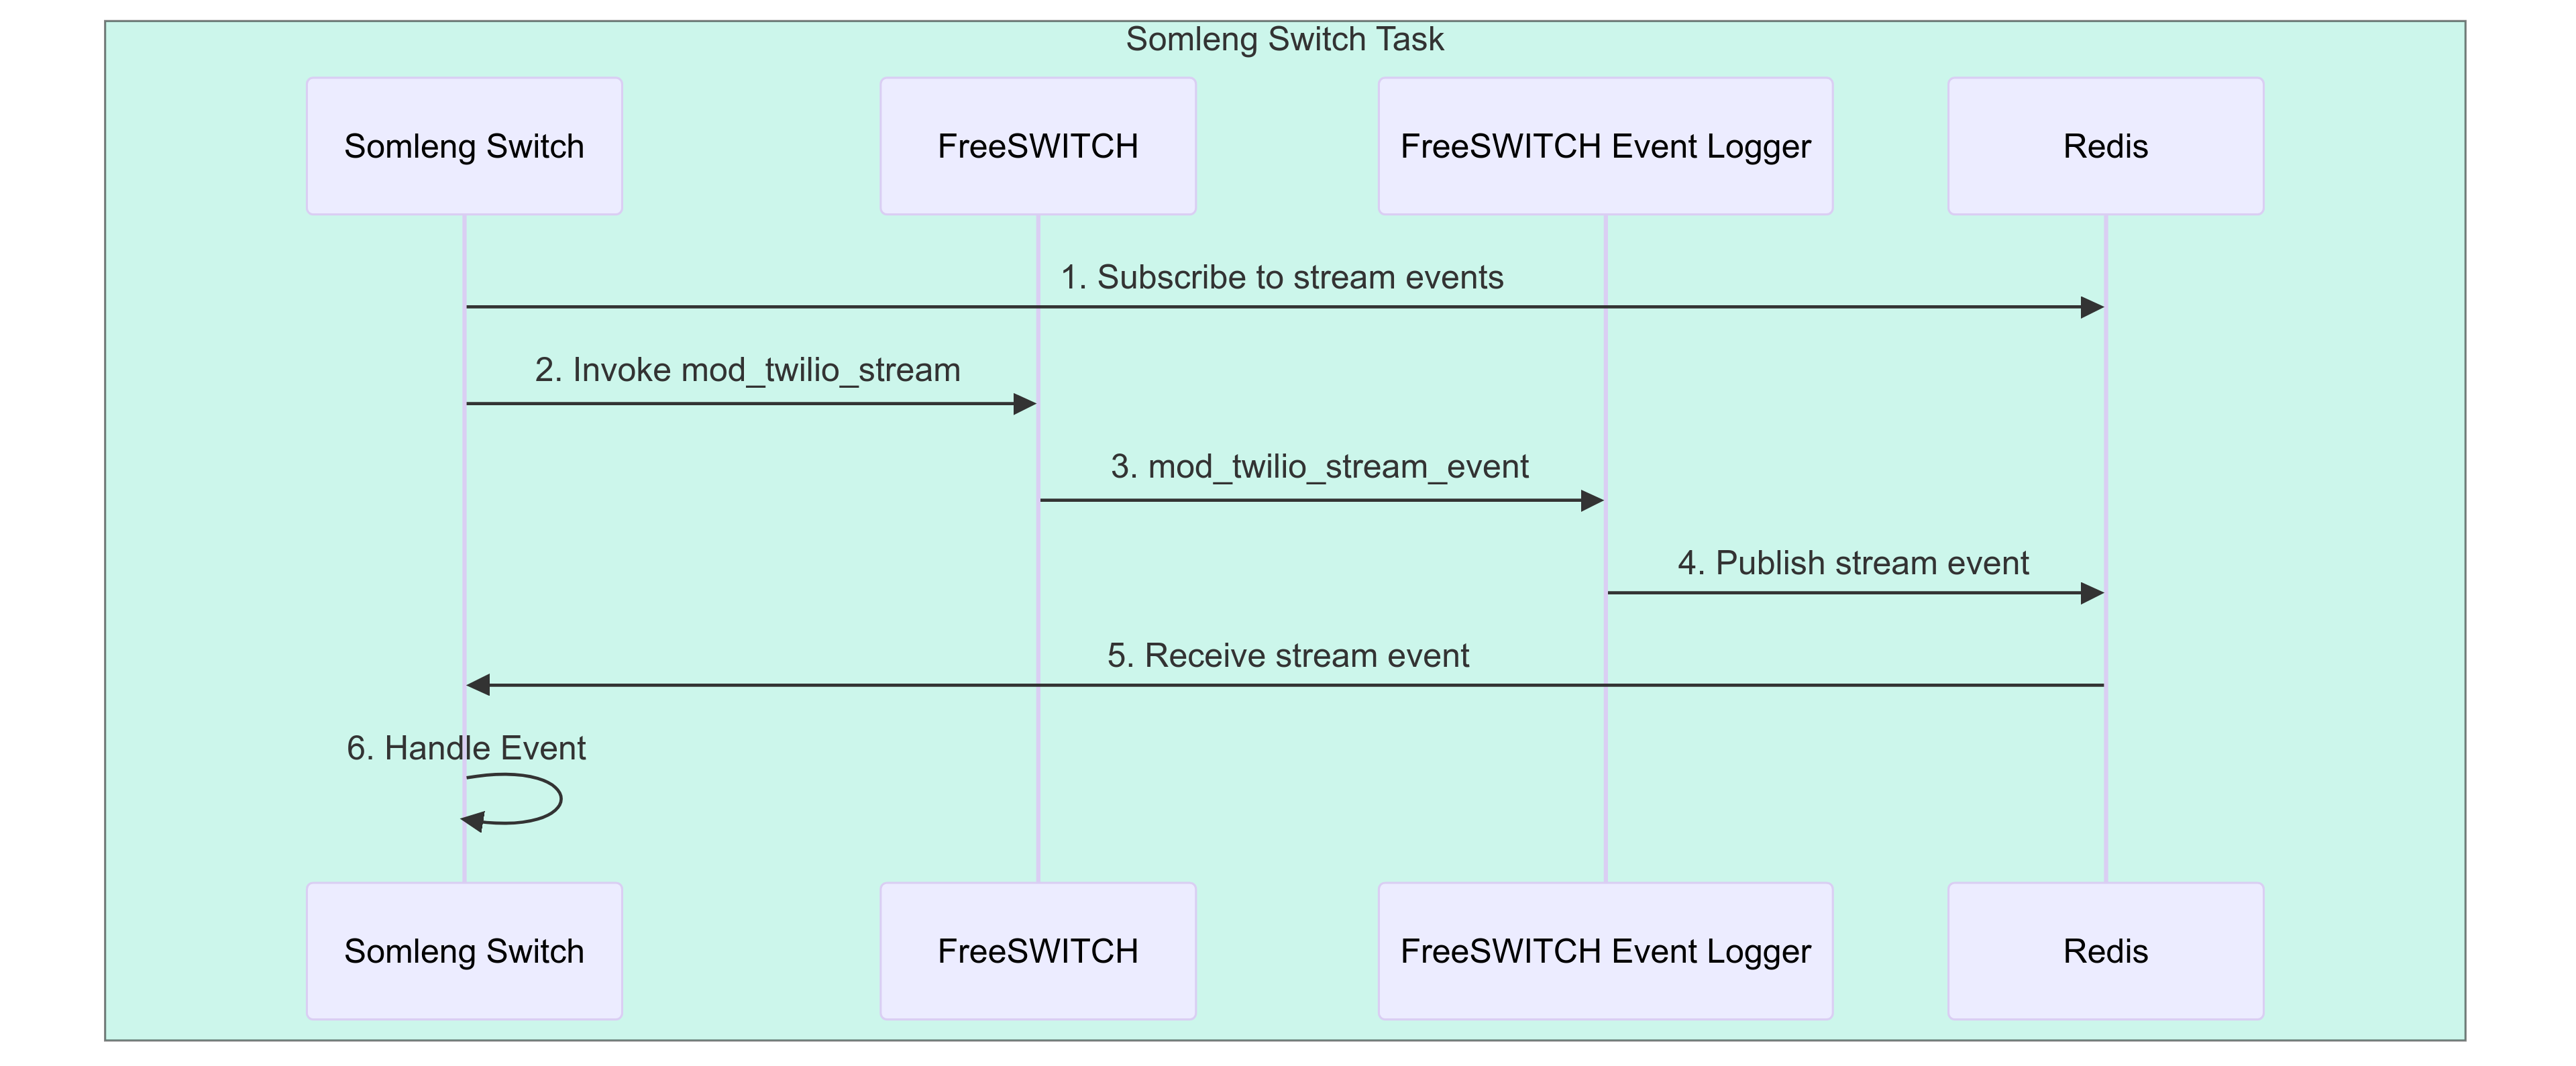 Somleng Switch Task
Somleng Switch
FreeSWITCH
FreeSWITCH Event Logger
Redis
1. Subscribe to stream events
2. Invoke mod_twilio_stream
3. mod_twilio_stream_event
4. Publish stream event
5. Receive stream event
6. Handle Event
Somleng Switch
FreeSWITCH
FreeSWITCH Event Logger
Redis